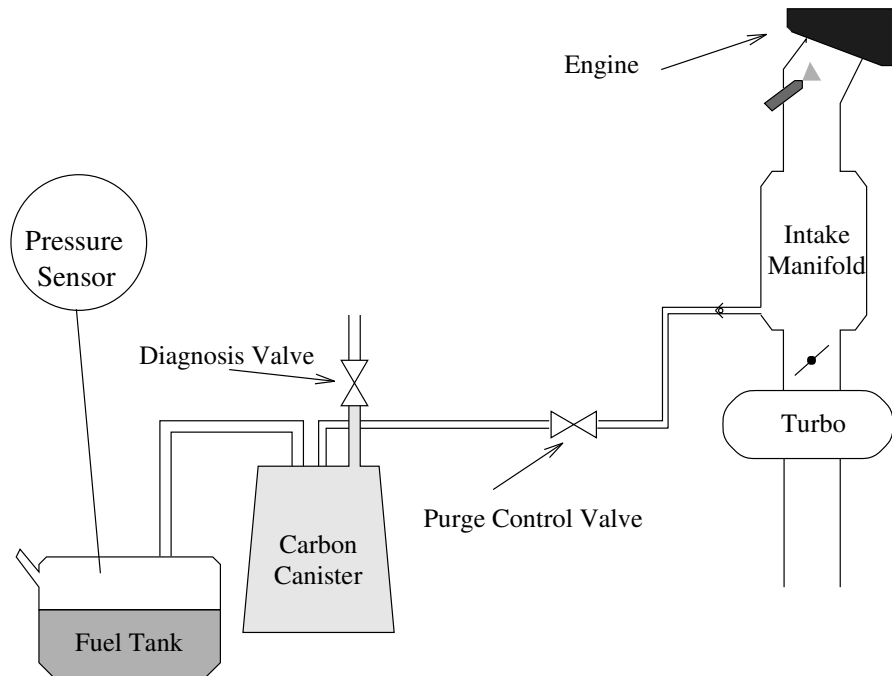 Engine
Pressure
Sensor
Intake
Manifold
Diagnosis Valve
Turbo
Purge Control Valve
Carbon
Canister
Fuel Tank